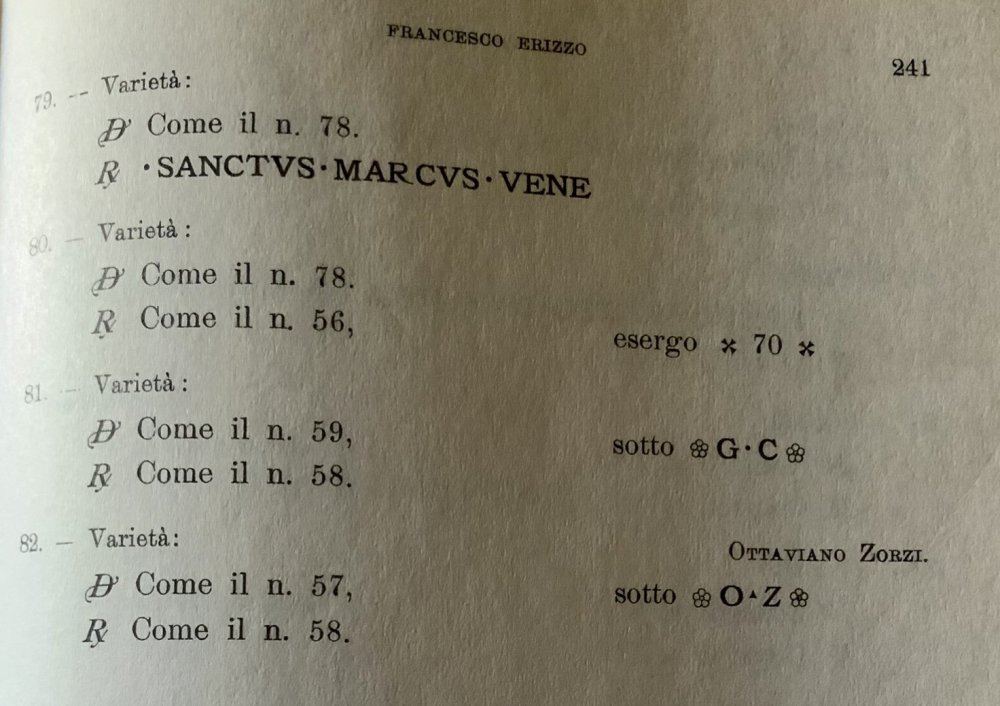 FRANCESCO ERIZZO
241
79. -- Varietà:
D' Come il n. 78.
℞ ·SANCTVS·MARCVS·VENE
80. — Varietà:
D' Come il n. 78.
℞ Come il n. 56, esergo ✶ 70 ✶
81. — Varietà:
D' Come il n. 59, sotto ❀ G·C ❀
℞ Come il n. 58.
82. — Varietà:
OTTAVIANO ZORZI.
D' Come il n. 57, sotto ❀ O▴Z ❀
℞ Come il n. 58.